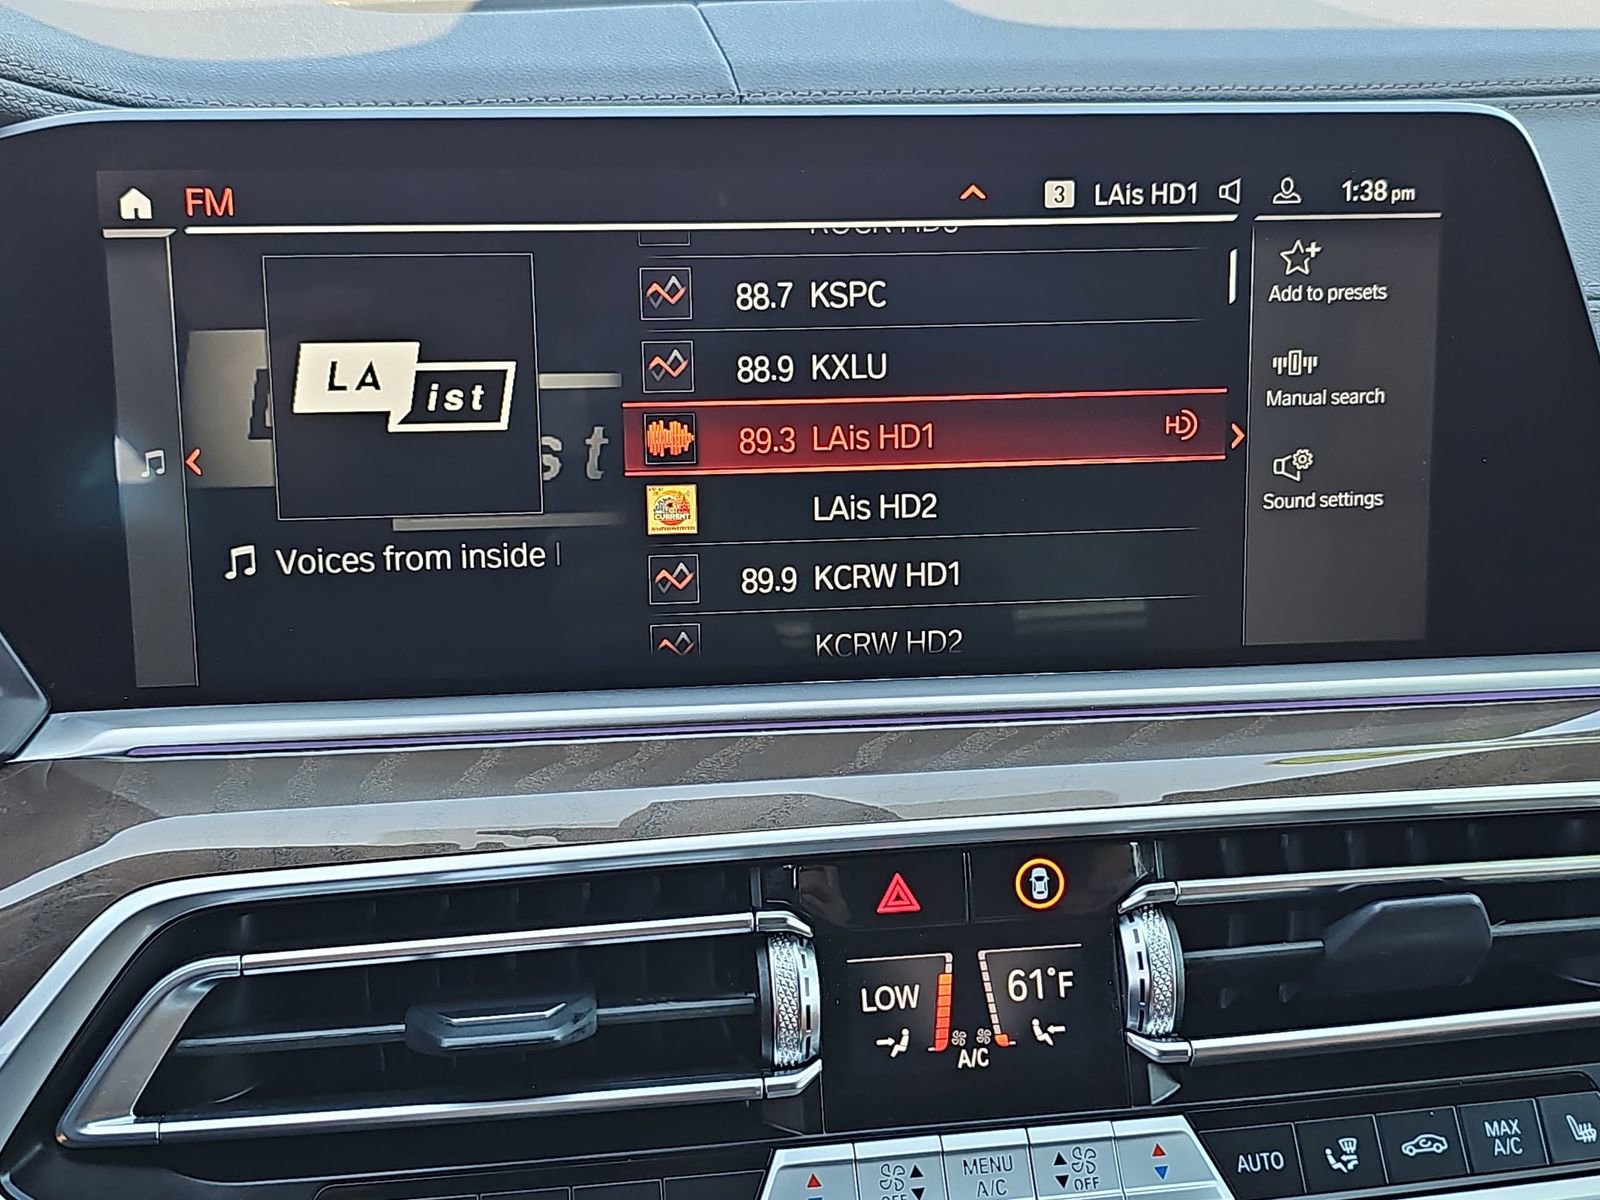 FM
3 LAis HD1 1:38 pm
88.7 KSPC
88.9 KXLU
89.3 LAis HD1 HD
LAis HD2
CURRENT
89.9 KCRW HD1
KCRW HD2
LA
ist
Voices from inside
Add to presets
Manual search
Sound settings
LOW
61°F
A/C
MENU
A/C
OFF
AUTO
MAX
A/C